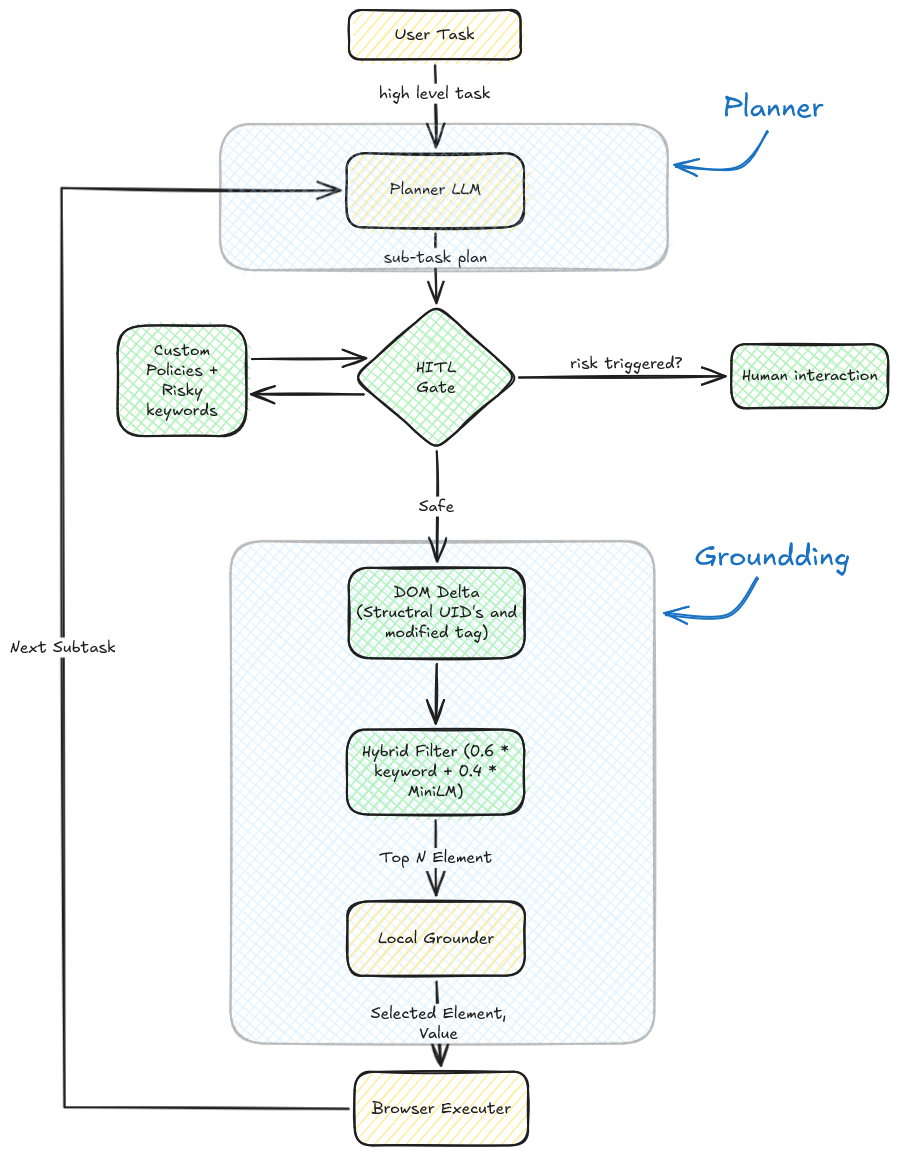 User Task
high level task
Planner
Planner LLM
sub-task plan
Custom
Policies +
Risky
keywords
HITL
Gate
risk triggered?
Human interaction
Safe
Groundding
DOM Delta
(Structral UID's and
modified tag)
Next Subtask
Hybrid Filter (0.6 *
keyword + 0.4 *
MiniLM)
Top N Element
Local Grounder
Selected Element,
Value
Browser Executer